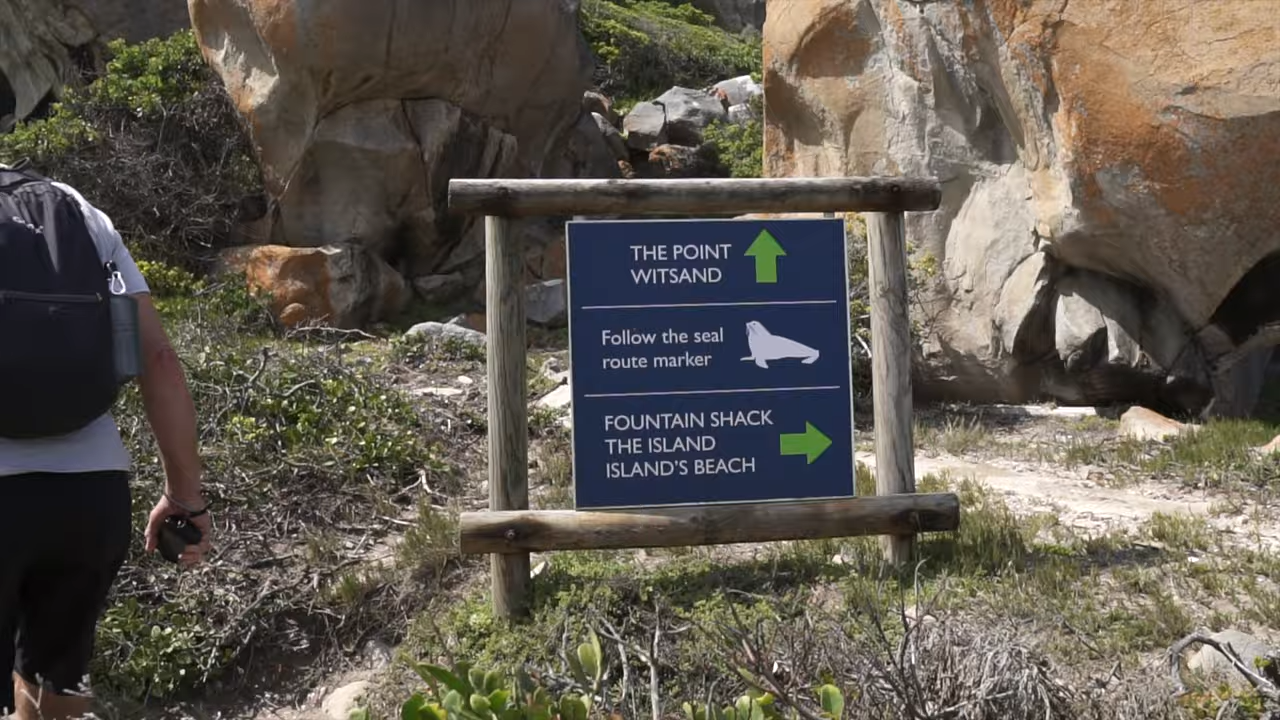 THE POINT
WITSAND
Follow the seal
route marker
FOUNTAIN SHACK
THE ISLAND
ISLAND'S BEACH